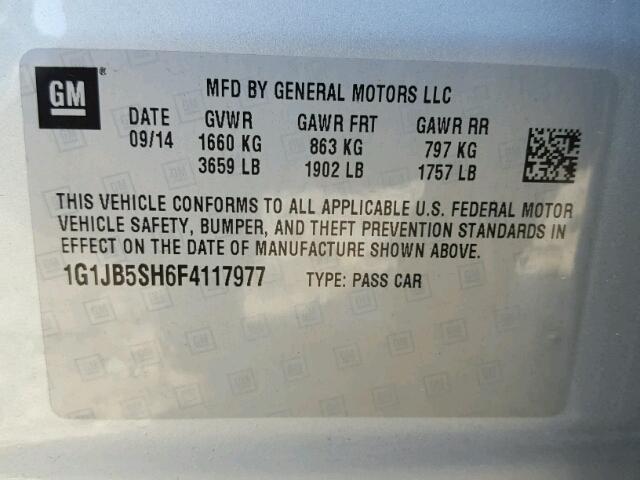 GM ®
MFD BY GENERAL MOTORS LLC
DATE GVWR GAWR FRT GAWR RR
09/14 1660 KG 863 KG 797 KG
3659 LB 1902 LB 1757 LB
THIS VEHICLE CONFORMS TO ALL APPLICABLE U.S. FEDERAL MOTOR
VEHICLE SAFETY, BUMPER, AND THEFT PREVENTION STANDARDS IN
EFFECT ON THE DATE OF MANUFACTURE SHOWN ABOVE.
1G1JB5SH6F4117977 TYPE: PASS CAR